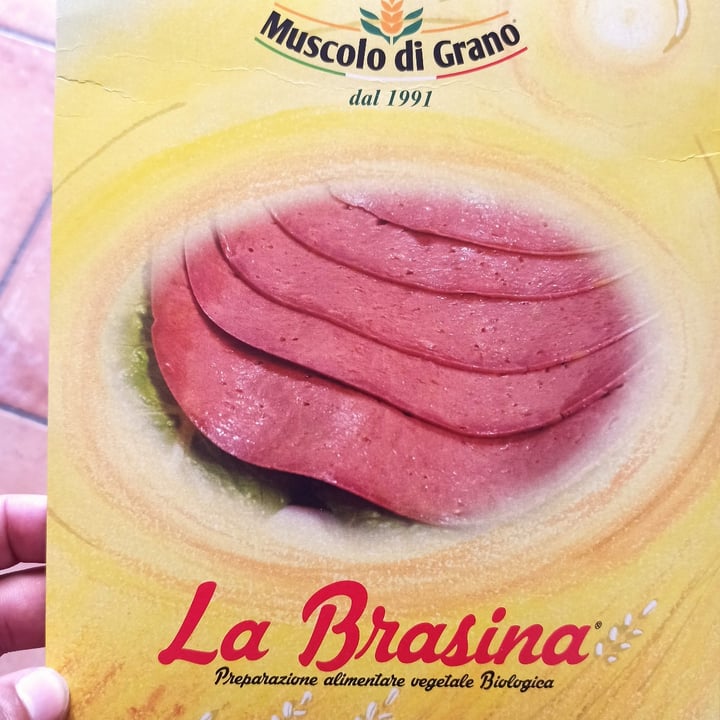 Muscolo di Grano
dal 1991
La Brasina®
Preparazione alimentare vegetale Biologica